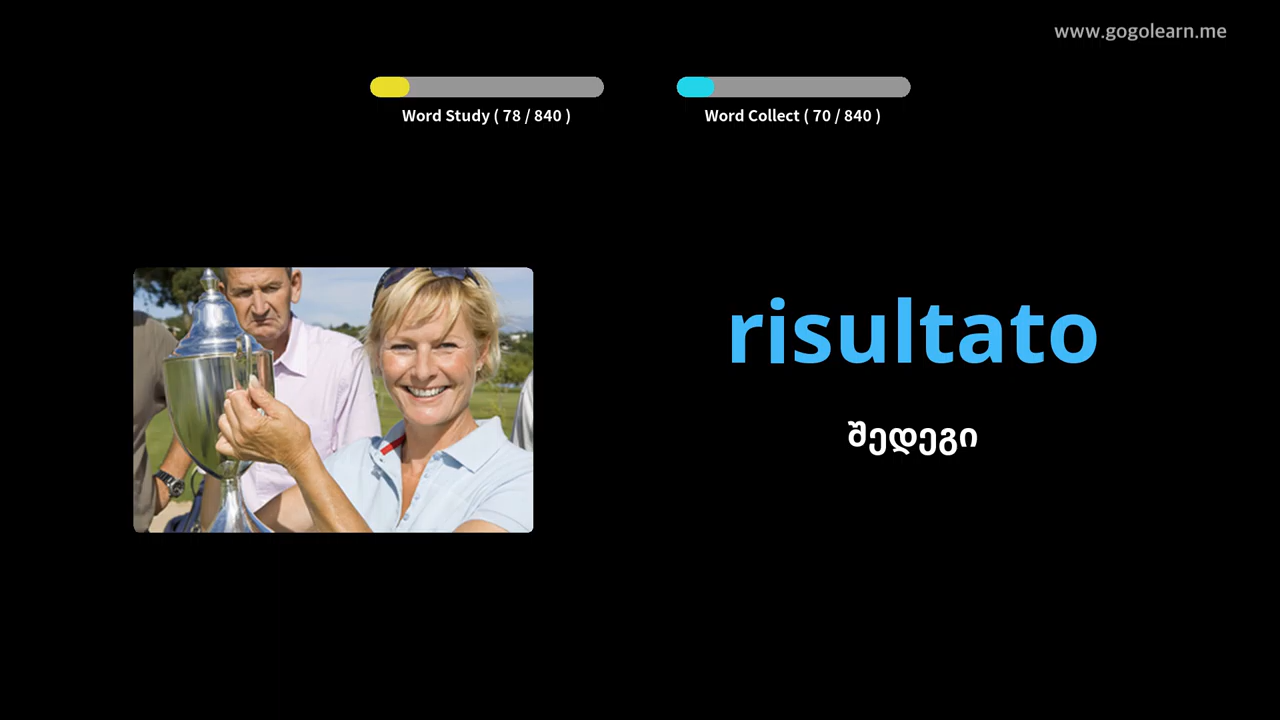 www.gogolearn.me
Word Study ( 78 / 840 )
Word Collect ( 70 / 840 )
risultato
შედეგი